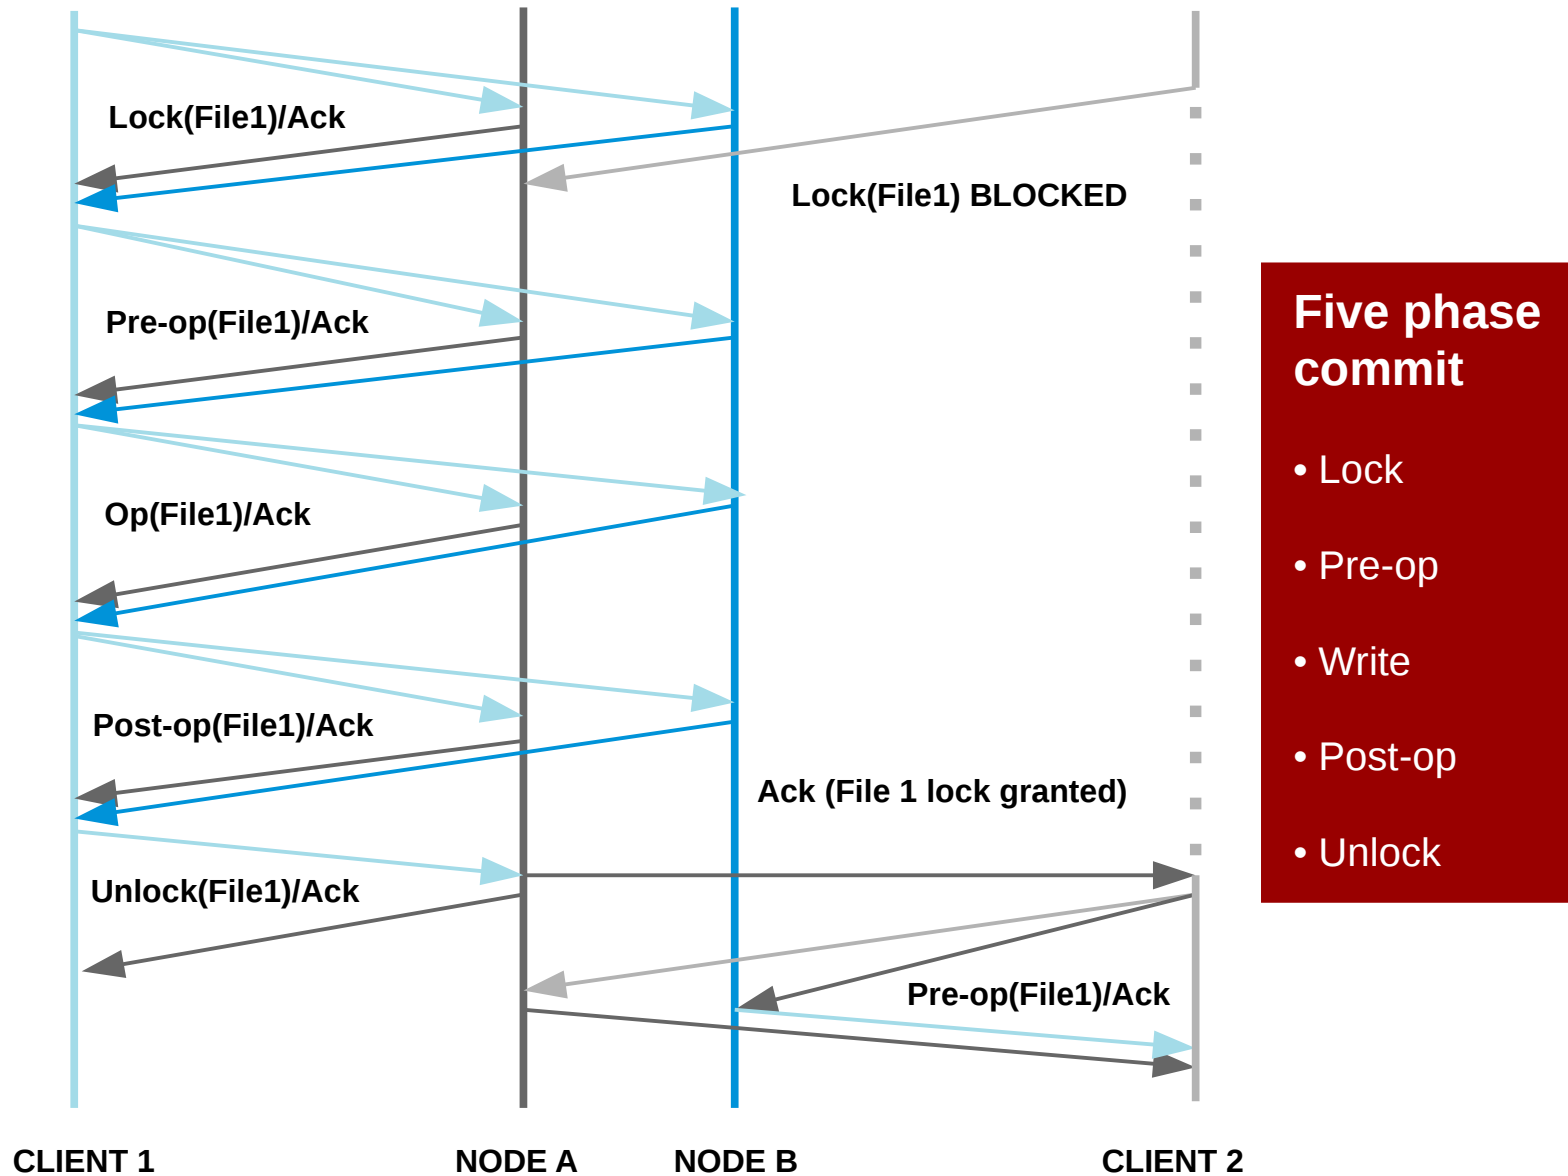 Lock(File1)/Ack
Lock(File1) BLOCKED
Pre-op(File1)/Ack
Op(File1)/Ack
Post-op(File1)/Ack
Ack (File 1 lock granted)
Unlock(File1)/Ack
Pre-op(File1)/Ack
CLIENT 1
NODE A
NODE B
CLIENT 2
Five phase
commit
• Lock
• Pre-op
• Write
• Post-op
• Unlock